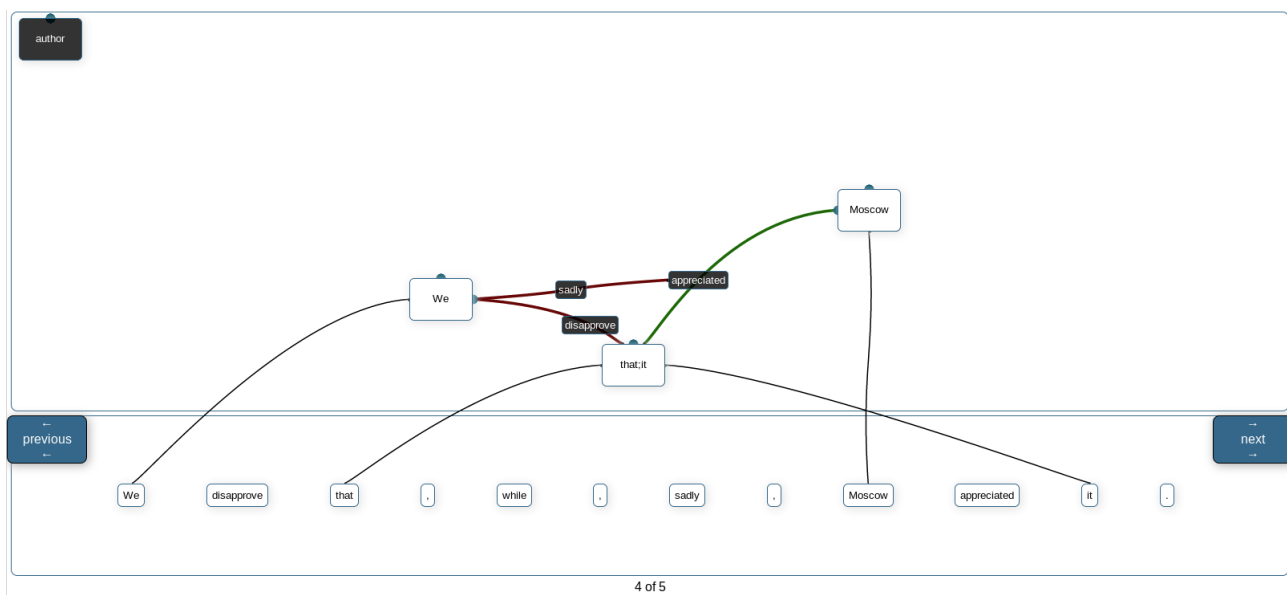 author
Moscow
We
sadly
appreciated
disapprove
that;it
←
previous
←
→
next
→
We disapprove that , while , sadly , Moscow appreciated it .
4 of 5